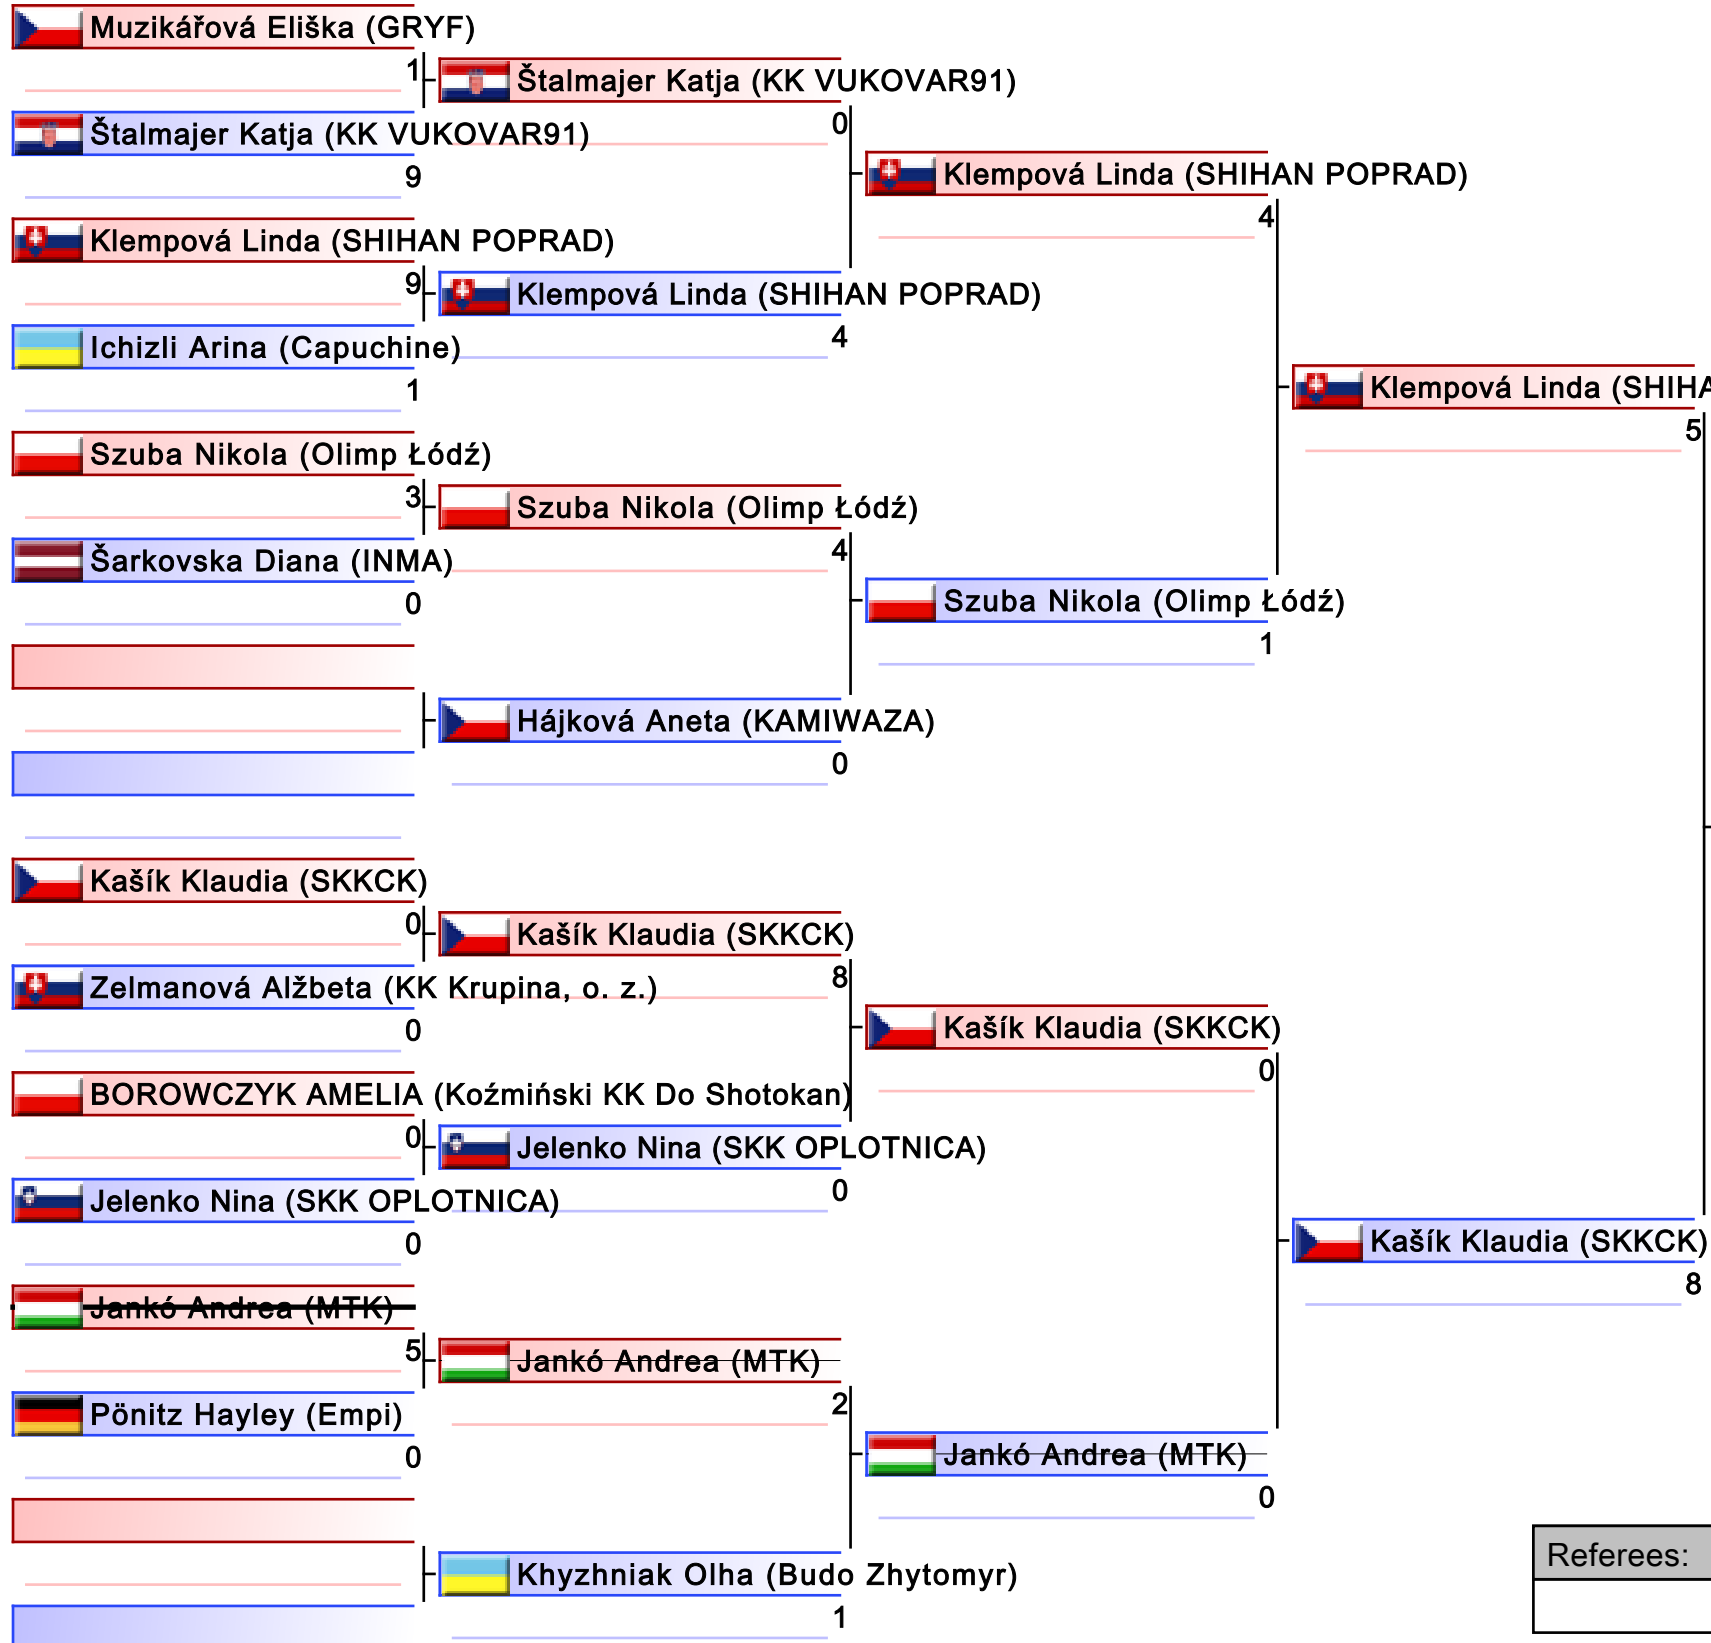 Muzikářová Eliška (GRYF)
1
Štalmajer Katja (KK VUKOVAR91)
9
Klempová Linda (SHIHAN POPRAD)
9
Ichizli Arina (Capuchine)
1
Szuba Nikola (Olimp Łódź)
3
Šarkovska Diana (INMA)
0
Kašík Klaudia (SKKCK)
0
Zelmanová Alžbeta (KK Krupina, o. z.)
0
BOROWCZYK AMELIA (Koźmiński KK Do Shotokan)
0
Jelenko Nina (SKK OPLOTNICA)
0
Jankó Andrea (MTK)
5
Pönitz Hayley (Empi)
0
Štalmajer Katja (KK VUKOVAR91)
0
Klempová Linda (SHIHAN POPRAD)
4
Szuba Nikola (Olimp Łódź)
4
Hájková Aneta (KAMIWAZA)
0
Kašík Klaudia (SKKCK)
8
Jelenko Nina (SKK OPLOTNICA)
0
Jankó Andrea (MTK)
2
Khyzhniak Olha (Budo Zhytomyr)
1
Klempová Linda (SHIHAN POPRAD)
4
Szuba Nikola (Olimp Łódź)
1
Kašík Klaudia (SKKCK)
0
Jankó Andrea (MTK)
0
Klempová Linda (SHIHA
5
Kašík Klaudia (SKKCK)
8
Referees: